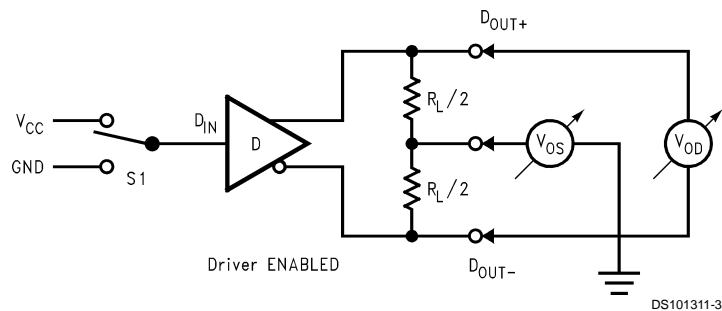 DOUT+
VCC
DIN
RL/2
D
VOS
VOD
GND
S1
RL/2
Driver ENABLED
DOUT-
DS101311-3